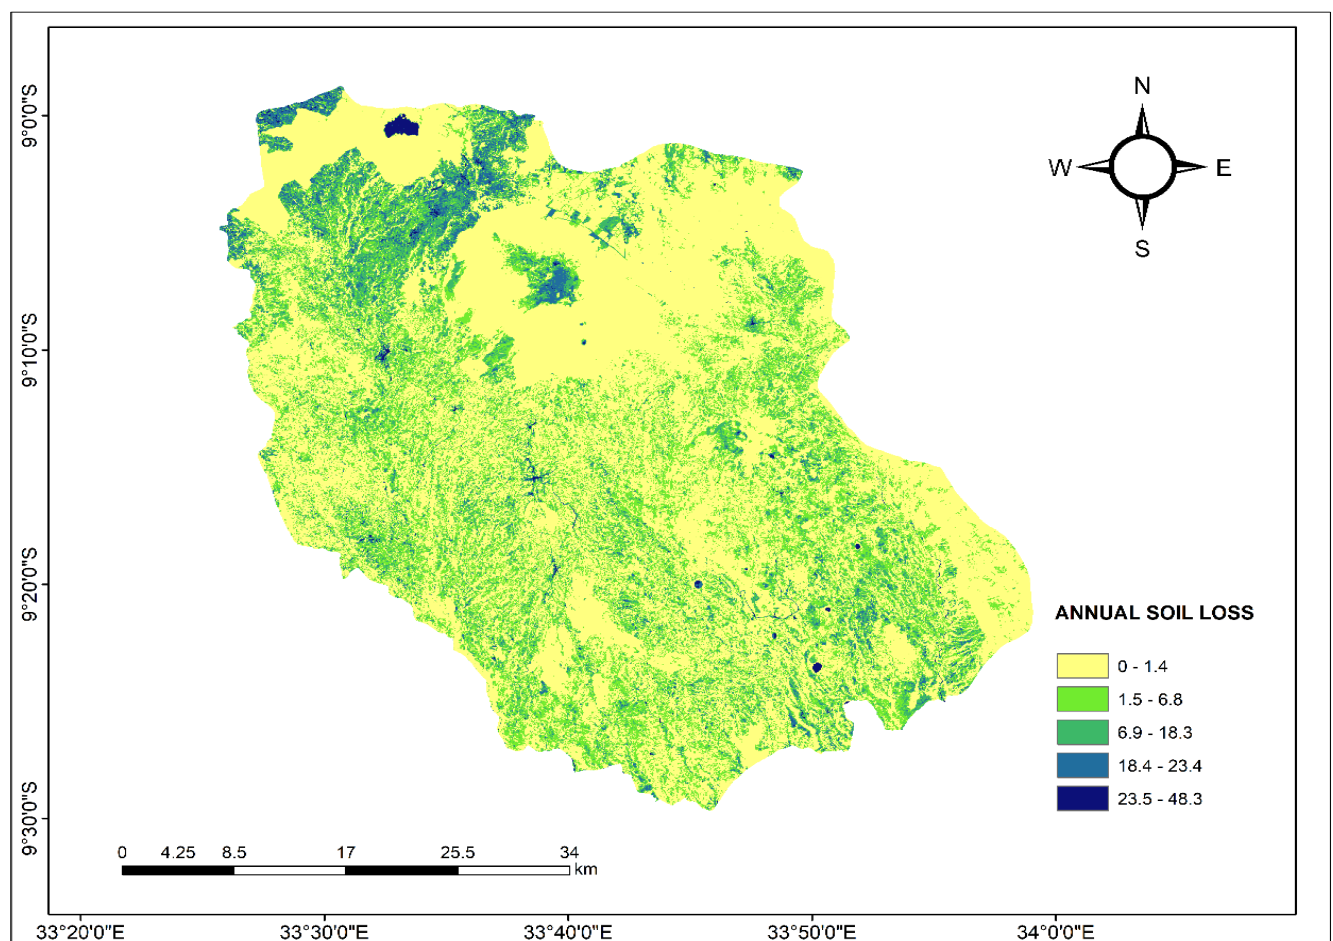 N
W E
S
9°0'0"S
9°10'0"S
9°20'0"S
9°30'0"S
ANNUAL SOIL LOSS
0 - 1.4
1.5 - 6.8
6.9 - 18.3
18.4 - 23.4
23.5 - 48.3
0 4.25 8.5 17 25.5 34
km
33°20'0"E 33°30'0"E 33°40'0"E 33°50'0"E 34°0'0"E